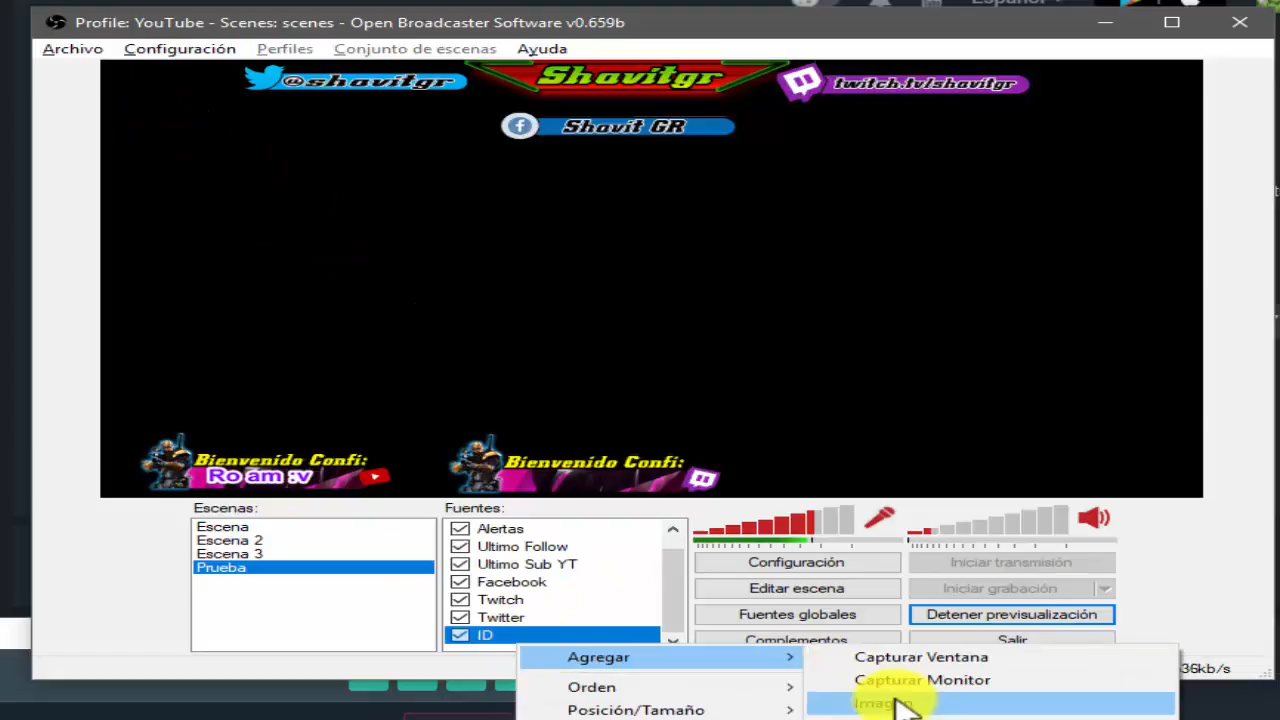 Español
Profile: YouTube - Scenes: scenes - Open Broadcaster Software v0.659b
Archivo Configuración Perfiles Conjunto de escenas Ayuda
@shavitgr Shavitgr twitch.tv/shavitgr
Shavit GR
Bienvenido Confi: Bienvenido Confi:
Ro am :v
Escenas: Fuentes:
Escena
Escena 2
Escena 3
Prueba
Alertas
Ultimo Follow
Ultimo Sub YT
Facebook
Twitch
Twitter
ID
Configuración Iniciar transmisión
Editar escena Iniciar grabación
Fuentes globales Detener previsualización
Complementos Salir
Agregar Capturar Ventana
Capturar Monitor
Orden Imagen
Posición/Tamaño
36kb/s